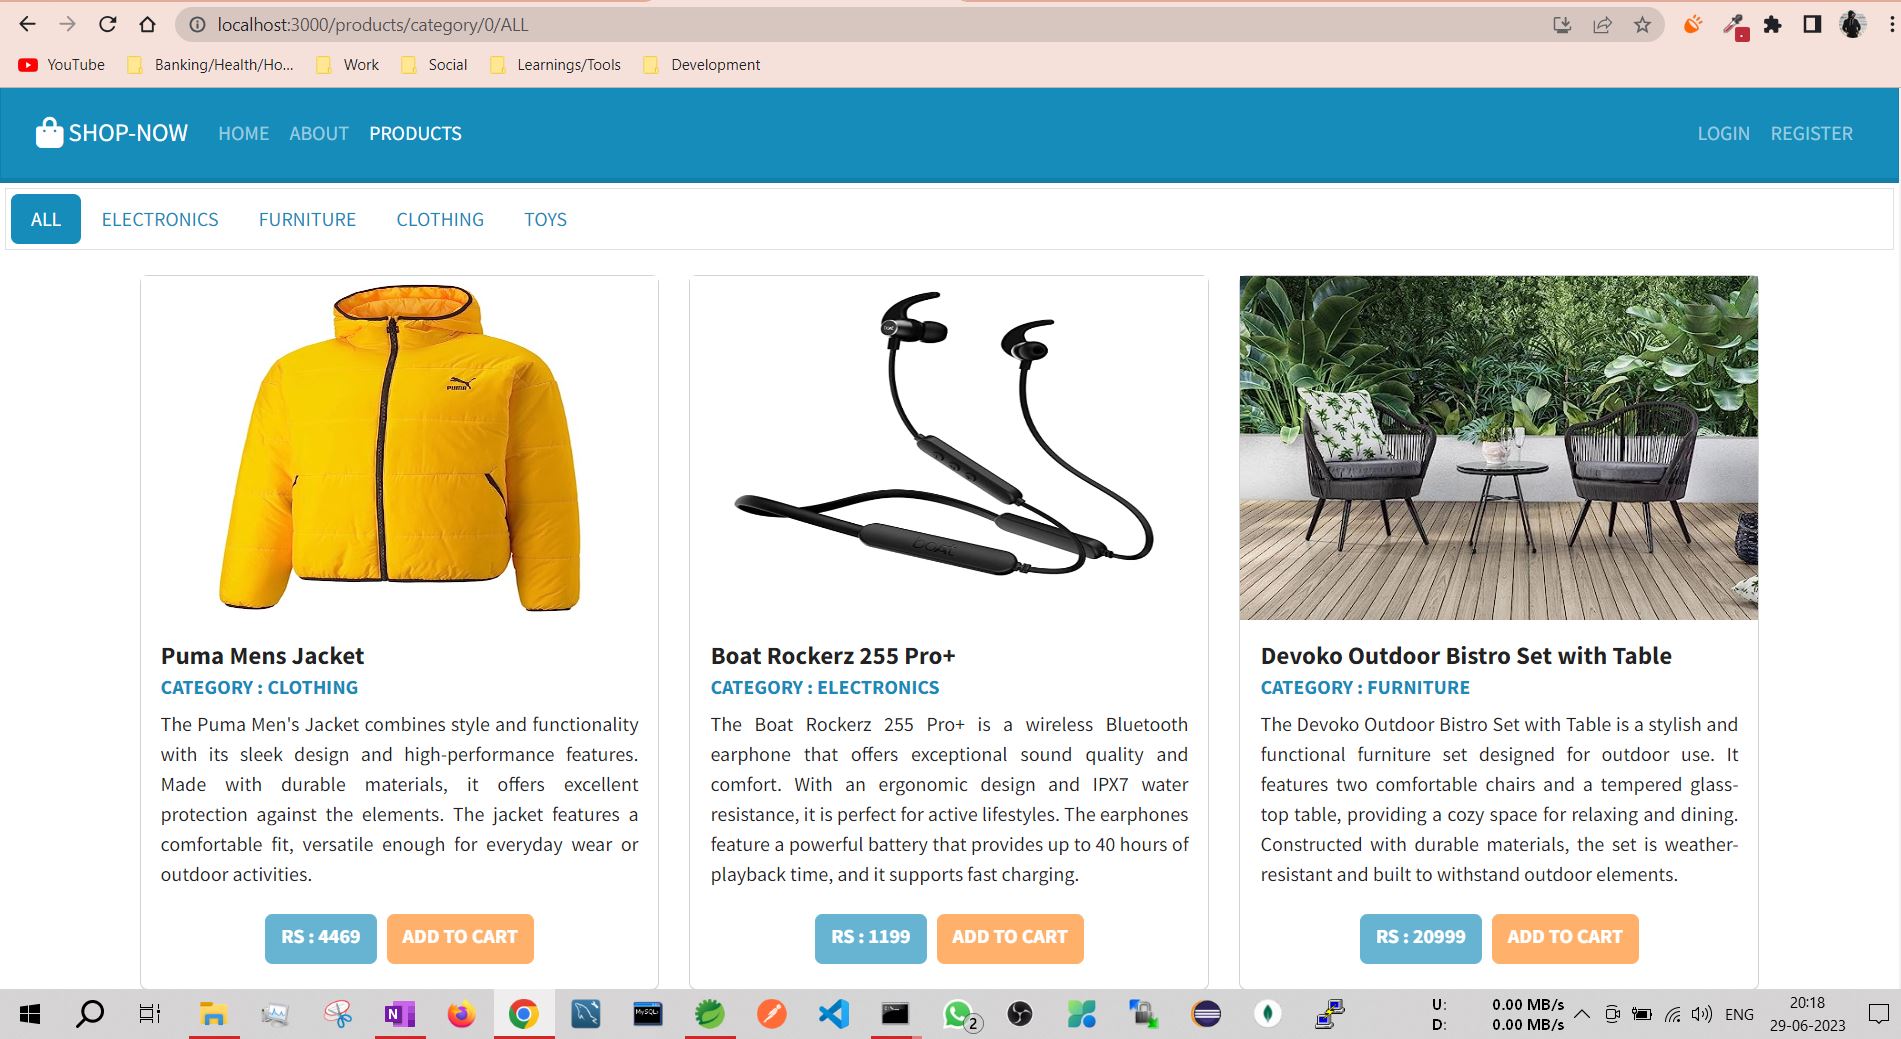 localhost:3000/products/category/0/ALL
YouTube Banking/Health/Ho... Work Social Learnings/Tools Development
SHOP-NOW HOME ABOUT PRODUCTS LOGIN REGISTER
ALL ELECTRONICS FURNITURE CLOTHING TOYS
PUMA
boAt
Puma Mens Jacket
CATEGORY : CLOTHING
The Puma Men's Jacket combines style and functionality
with its sleek design and high-performance features.
Made with durable materials, it offers excellent
protection against the elements. The jacket features a
comfortable fit, versatile enough for everyday wear or
outdoor activities.
RS : 4469 ADD TO CART
Boat Rockerz 255 Pro+
CATEGORY : ELECTRONICS
The Boat Rockerz 255 Pro+ is a wireless Bluetooth
earphone that offers exceptional sound quality and
comfort. With an ergonomic design and IPX7 water
resistance, it is perfect for active lifestyles. The earphones
feature a powerful battery that provides up to 40 hours of
playback time, and it supports fast charging.
RS : 1199 ADD TO CART
Devoko Outdoor Bistro Set with Table
CATEGORY : FURNITURE
The Devoko Outdoor Bistro Set with Table is a stylish and
functional furniture set designed for outdoor use. It
features two comfortable chairs and a tempered glass-
top table, providing a cozy space for relaxing and dining.
Constructed with durable materials, the set is weather-
resistant and built to withstand outdoor elements.
RS : 20999 ADD TO CART
N
MySQL
2
U: 0.00 MB/s
D: 0.00 MB/s
ENG
20:18
29-06-2023